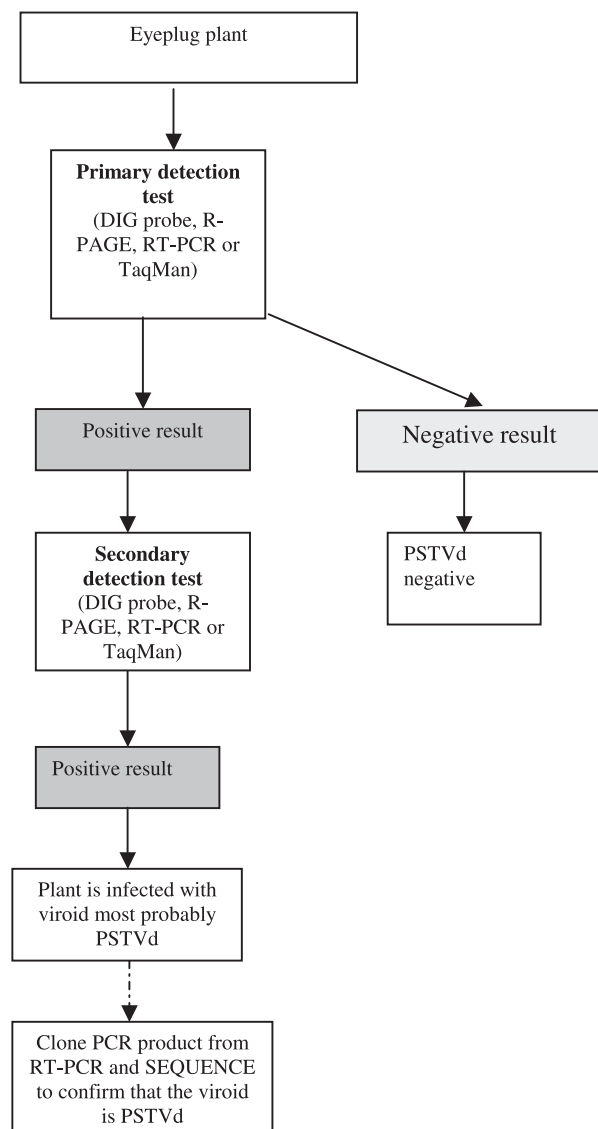 Eyeplug plant
Primary detection
test
(DIG probe, R-
PAGE, RT-PCR or
TaqMan)
Positive result
Negative result
Secondary
detection test
(DIG probe, R-
PAGE, RT-PCR or
TaqMan)
PSTVd
negative
Positive result
Plant is infected with
viroid most probably
PSTVd
Clone PCR product from
RT-PCR and SEQUENCE
to confirm that the viroid
is PSTVd